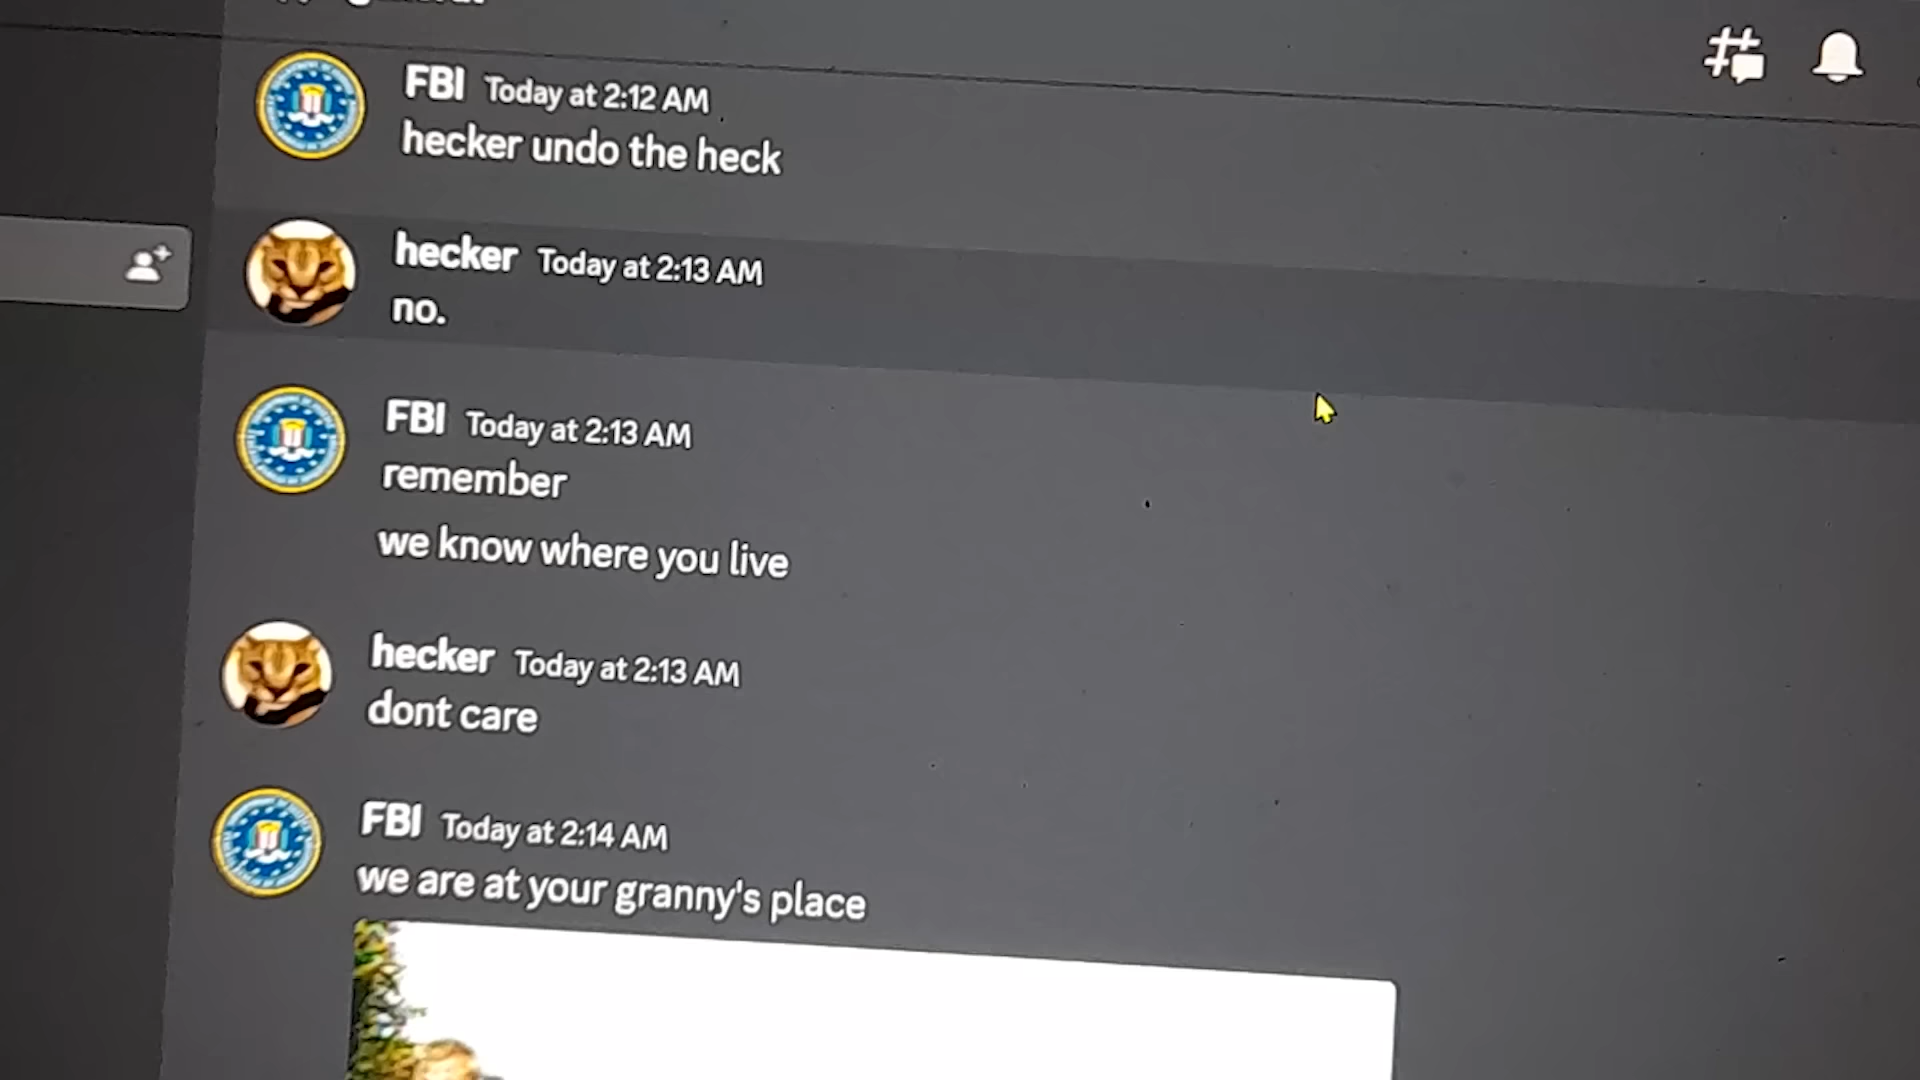 FBI Today at 2:12 AM
hecker undo the heck
hecker Today at 2:13 AM
no.
FBI Today at 2:13 AM
remember
we know where you live
hecker Today at 2:13 AM
dont care
FBI Today at 2:14 AM
we are at your granny's place